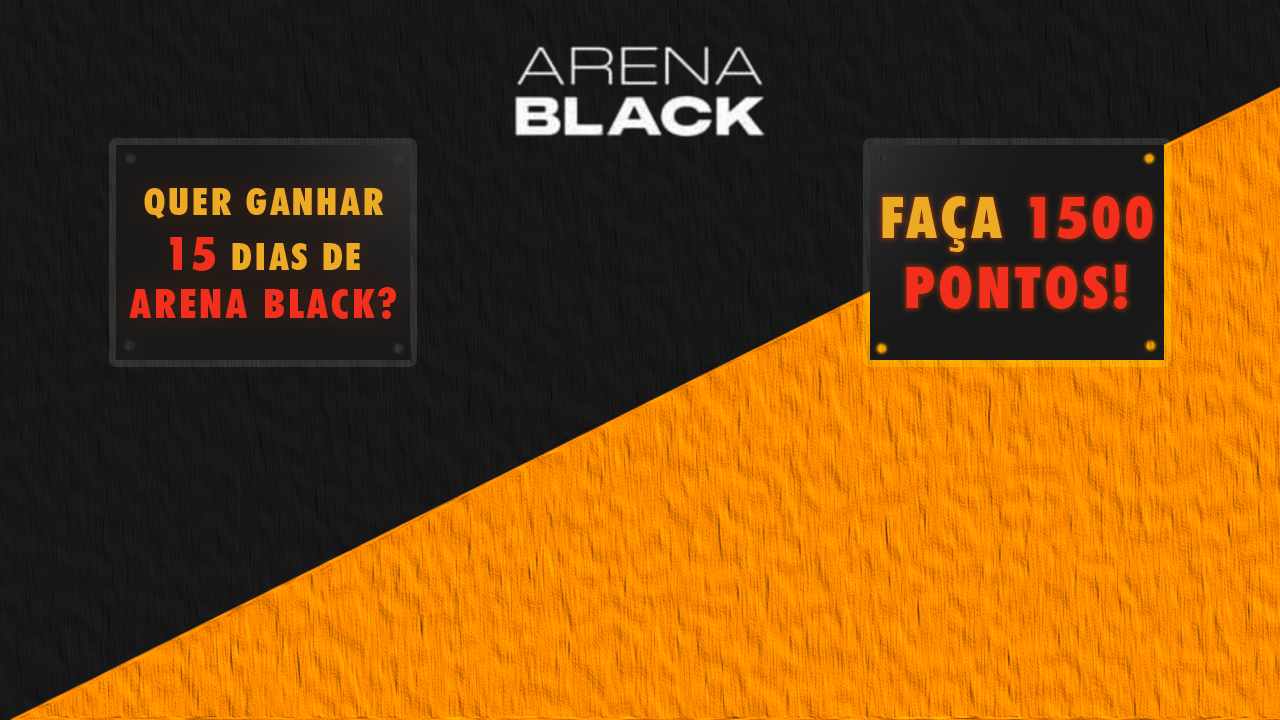 ARENA
BLACK
QUER GANHAR
15 DIAS DE
ARENA BLACK?
FAÇA 1500
PONTOS!